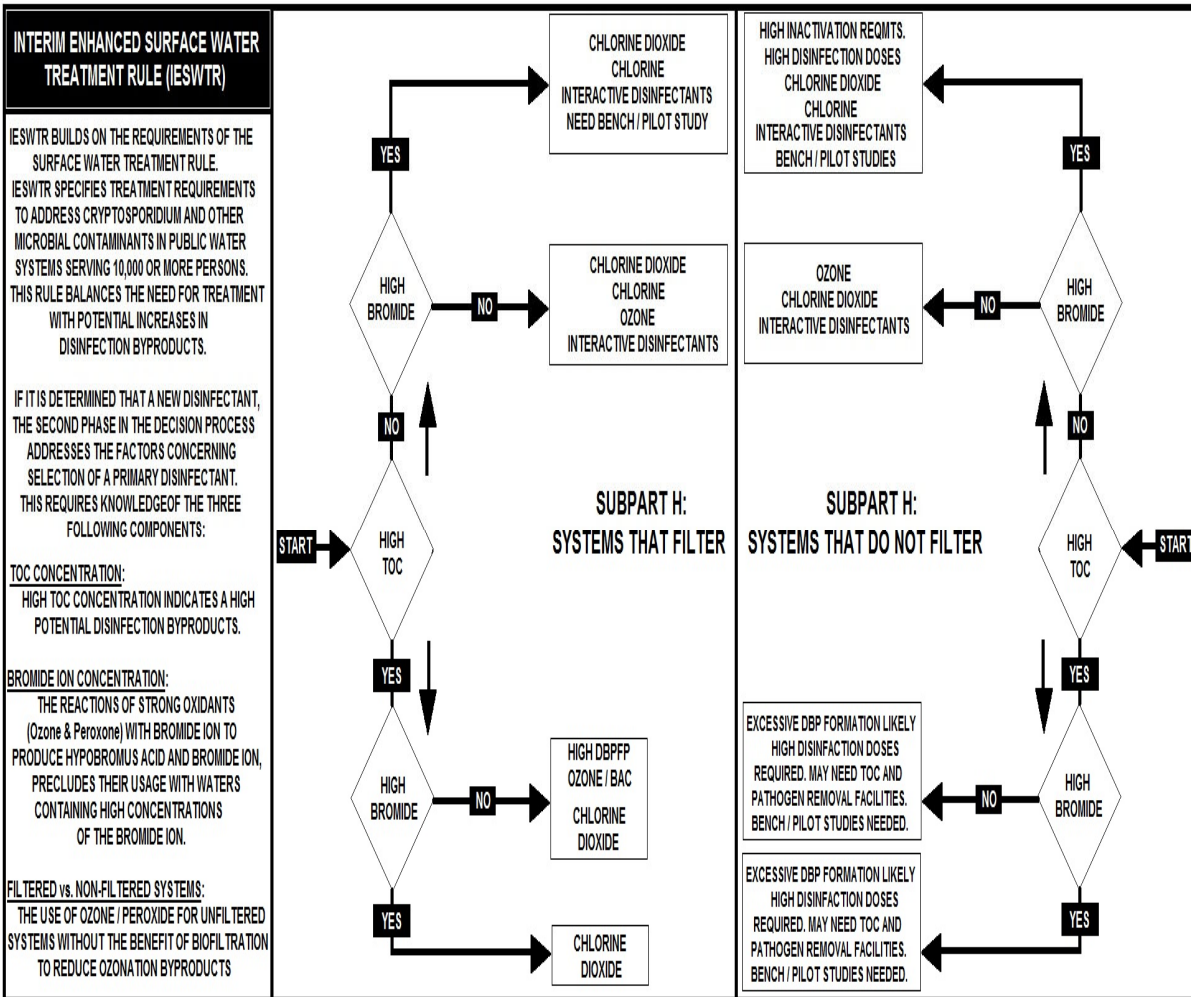 INTERIM ENHANCED SURFACE WATER
TREATMENT RULE (IESWTR)
IESWTR BUILDS ON THE REQUIREMENTS OF THE
SURFACE WATER TREATMENT RULE.
IESWTR SPECIFIES TREATMENT REQUIREMENTS
TO ADDRESS CRYPTOSPORIDIUM AND OTHER
MICROBIAL CONTAMINANTS IN PUBLIC WATER
SYSTEMS SERVING 10,000 OR MORE PERSONS.
THIS RULE BALANCES THE NEED FOR TREATMENT
WITH POTENTIAL INCREASES IN
DISINFECTION BYPRODUCTS.
IF IT IS DETERMINED THAT A NEW DISINFECTANT,
THE SECOND PHASE IN THE DECISION PROCESS
ADDRESSES THE FACTORS CONCERNING
SELECTION OF A PRIMARY DISINFECTANT.
THIS REQUIRES KNOWLEDGEOF THE THREE
FOLLOWING COMPONENTS:
TOC CONCENTRATION:
HIGH TOC CONCENTRATION INDICATES A HIGH
POTENTIAL DISINFECTION BYPRODUCTS.
BROMIDE ION CONCENTRATION:
THE REACTIONS OF STRONG OXIDANTS
(Ozone & Peroxone) WITH BROMIDE ION TO
PRODUCE HYPOBROMUS ACID AND BROMIDE ION,
PRECLUDES THEIR USAGE WITH WATERS
CONTAINING HIGH CONCENTRATIONS
OF THE BROMIDE ION.
FILTERED vs. NON-FILTERED SYSTEMS:
THE USE OF OZONE / PEROXIDE FOR UNFILTERED
SYSTEMS WITHOUT THE BENEFIT OF BIOFILTRATION
TO REDUCE OZONATION BYPRODUCTS
CHLORINE DIOXIDE
CHLORINE
INTERACTIVE DISINFECTANTS
NEED BENCH / PILOT STUDY
YES
HIGH
BROMIDE
NO
CHLORINE DIOXIDE
CHLORINE
OZONE
INTERACTIVE DISINFECTANTS
NO
START
HIGH
TOC
SUBPART H:
SYSTEMS THAT FILTER
YES
HIGH
BROMIDE
NO
HIGH DBPFP
OZONE / BAC
CHLORINE
DIOXIDE
YES
CHLORINE
DIOXIDE
HIGH INACTIVATION REQMTS.
HIGH DISINFECTION DOSES
CHLORINE DIOXIDE
CHLORINE
INTERACTIVE DISINFECTANTS
BENCH / PILOT STUDIES
YES
OZONE
CHLORINE DIOXIDE
INTERACTIVE DISINFECTANTS
NO
HIGH
BROMIDE
NO
SUBPART H:
SYSTEMS THAT DO NOT FILTER
HIGH
TOC
START
YES
EXCESSIVE DBP FORMATION LIKELY
HIGH DISINFACTION DOSES
REQUIRED. MAY NEED TOC AND
PATHOGEN REMOVAL FACILITIES.
BENCH / PILOT STUDIES NEEDED.
NO
HIGH
BROMIDE
EXCESSIVE DBP FORMATION LIKELY
HIGH DISINFACTION DOSES
REQUIRED. MAY NEED TOC AND
PATHOGEN REMOVAL FACILITIES.
BENCH / PILOT STUDIES NEEDED.
YES